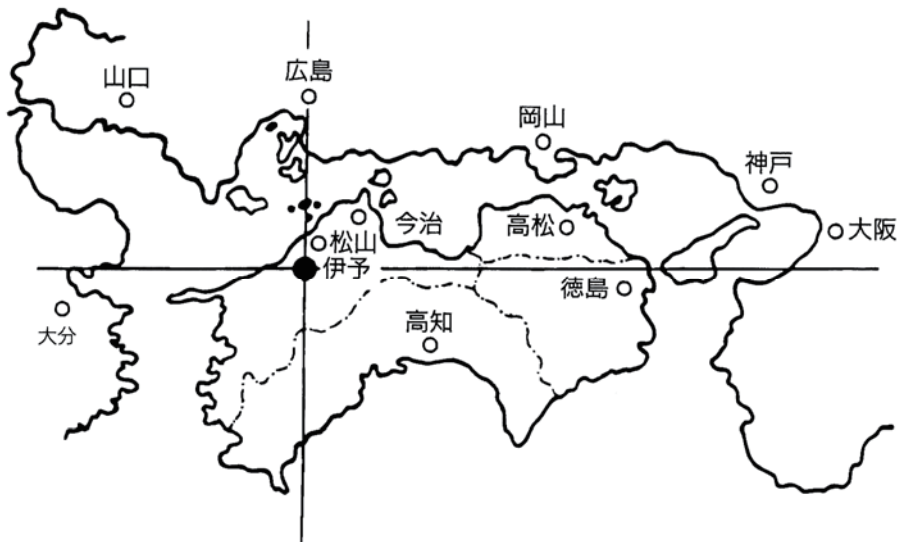 広島
山口
岡山
神戸
今治
高松
大阪
松山
伊予
徳島
高知
大分